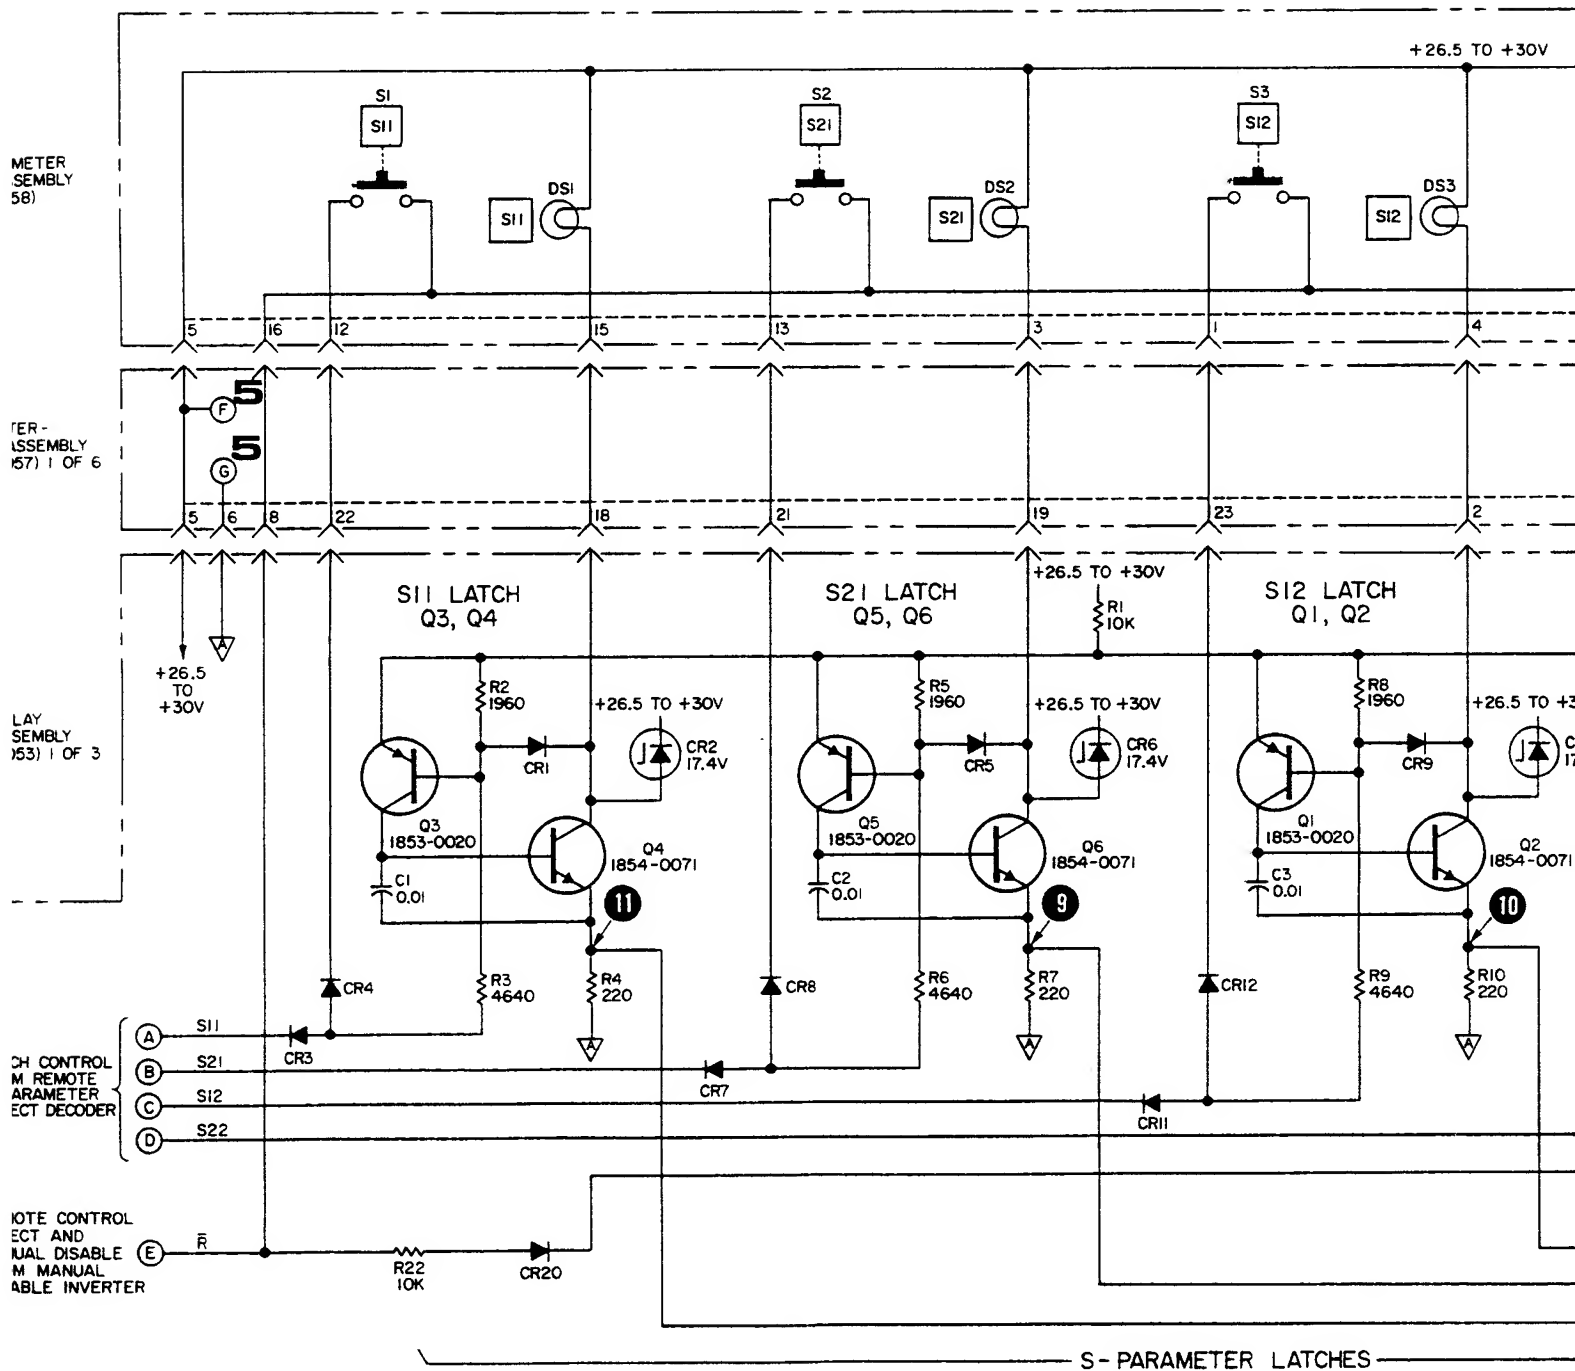 +26.5 TO +30V
S1
S11
S2
S21
S3
S12
METER
SEMBLY
58)
DS1
S11
DS2
S21
DS3
S12
5
16
12
15
13
3
1
4
F
5
G
5
TER-
ASSEMBLY
957) 1 OF 6
5
6
8
22
18
21
19
23
2
S11 LATCH
Q3, Q4
S21 LATCH
Q5, Q6
+26.5 TO +30V
R1
10K
S12 LATCH
Q1, Q2
A
+26.5
TO
+30V
LAY
SEMBLY
)53) 1 OF 3
R2
1960
+26.5 TO +30V
CR1
CR2
17.4V
Q3
1853-0020
Q4
1854-0071
C1
0.01
11
R5
1960
+26.5 TO +30V
CR5
CR6
17.4V
Q5
1853-0020
Q6
1854-0071
C2
0.01
9
R8
1960
+26.5 TO +3
CR9
C
17
Q1
1853-0020
Q2
1854-0071
C3
0.01
10
CR4
R3
4640
R4
220
CR8
R6
4640
R7
220
CR12
R9
4640
R10
220
A
A
A
CH CONTROL
M REMOTE
ARAMETER
ECT DECODER
A
S11
CR3
B
S21
CR7
C
S12
CR11
D
S22
IOTE CONTROL
ECT AND
NUAL DISABLE
M MANUAL
ABLE INVERTER
E
R̅
R22
10K
CR20
S-PARAMETER LATCHES